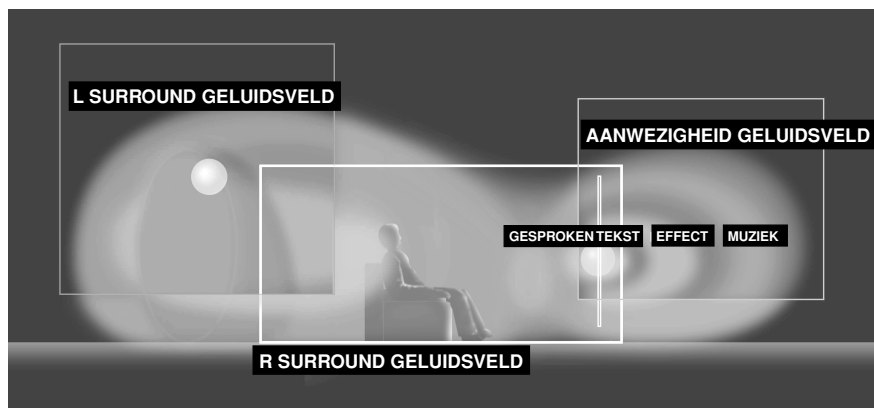 L SURROUND GELUIDSVELD
AANWEZIGHEID GELUIDSVELD
GESPROKEN TEKST EFFECT MUZIEK
R SURROUND GELUIDSVELD